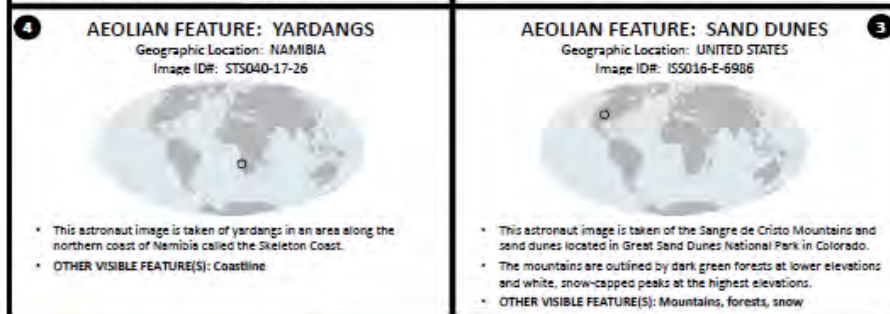 4
AEOLIAN FEATURE: YARDANGS
Geographic Location: NAMIBIA
Image ID#: STS040-17-26
• This astronaut image is taken of yardangs in an area along the
northern coast of Namibia called the Skeleton Coast.
• OTHER VISIBLE FEATURE(S): Coastline
AEOLIAN FEATURE: SAND DUNES
3
Geographic Location: UNITED STATES
Image ID#: ISS016-E-6986
• This astronaut image is taken of the Sangre de Cristo Mountains and
sand dunes located in Great Sand Dunes National Park in Colorado.
• The mountains are outlined by dark green forests at lower elevations
and white, snow-capped peaks at the highest elevations.
• OTHER VISIBLE FEATURE(S): Mountains, forests, snow